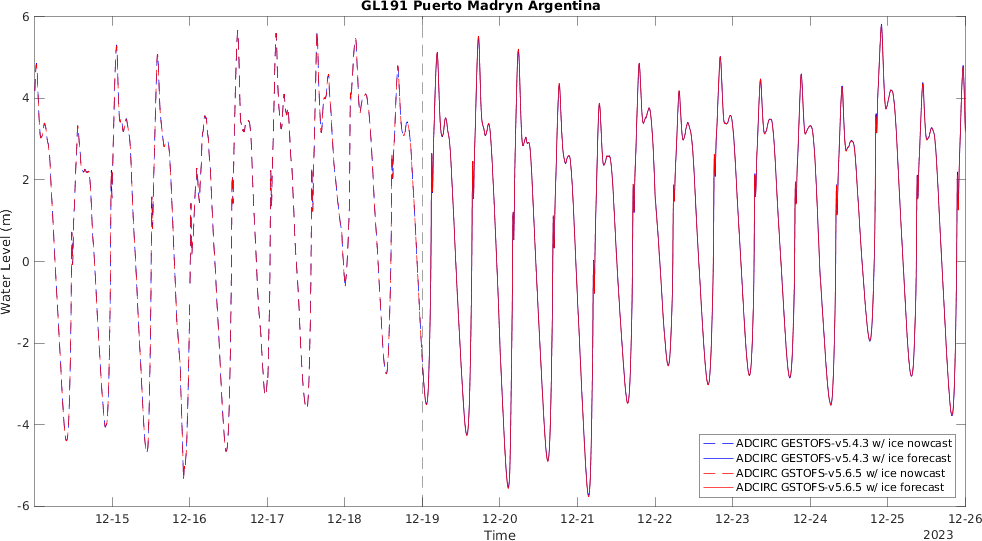 GL191 Puerto Madryn Argentina
6
4
2
0
-2
-4
-6
Water Level (m)
ADCIRC GESTOFS-v5.4.3 w/ ice nowcast
ADCIRC GESTOFS-v5.4.3 w/ ice forecast
ADCIRC GSTOFS-v5.6.5 w/ ice nowcast
ADCIRC GSTOFS-v5.6.5 w/ ice forecast
12-15 12-16 12-17 12-18 12-19 12-20 12-21 12-22 12-23 12-24 12-25 12-26
Time 2023